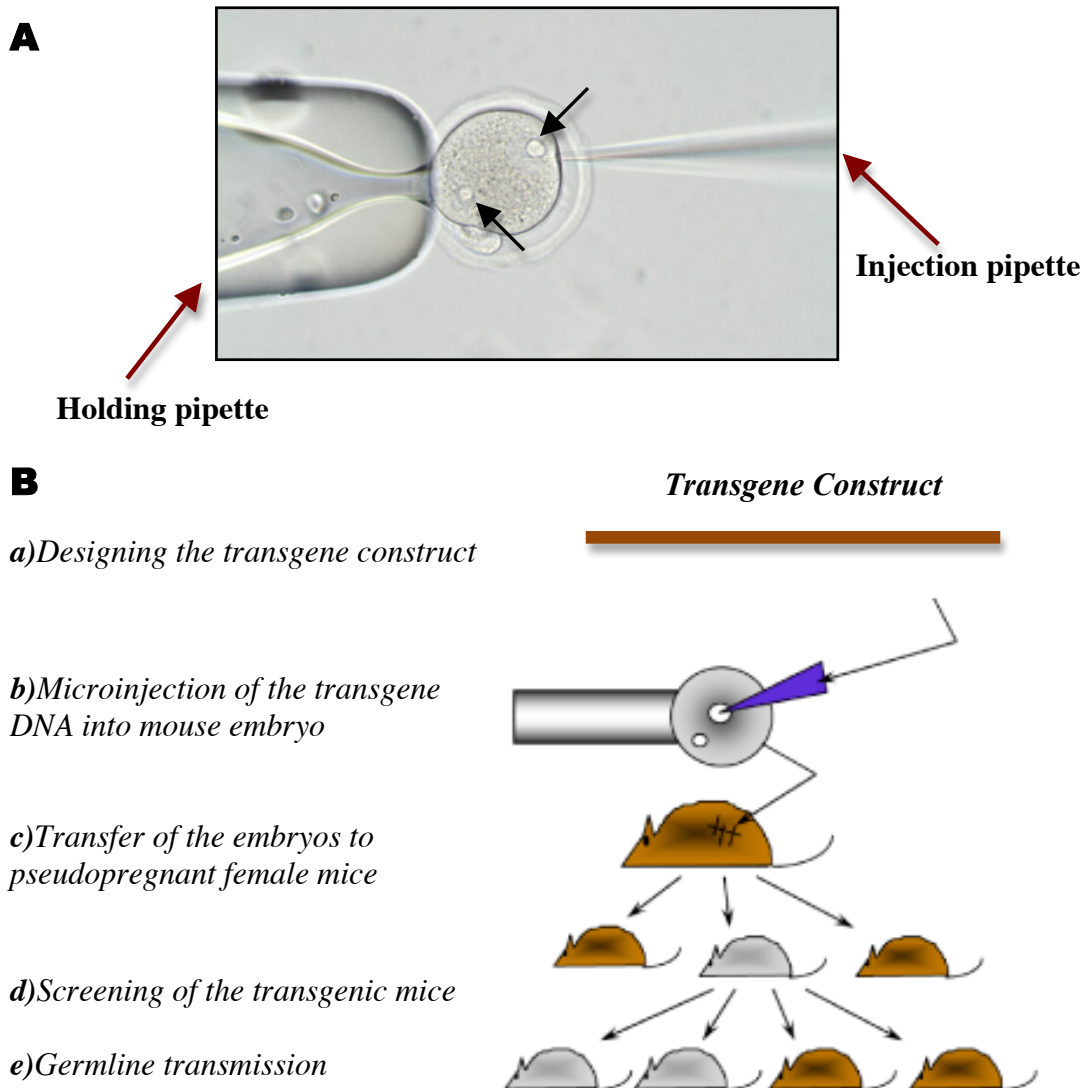 A
Injection pipette
Holding pipette
B
Transgene Construct
a)Designing the transgene construct
b)Microinjection of the transgene
DNA into mouse embryo
c)Transfer of the embryos to
pseudopregnant female mice
d)Screening of the transgenic mice
e)Germline transmission